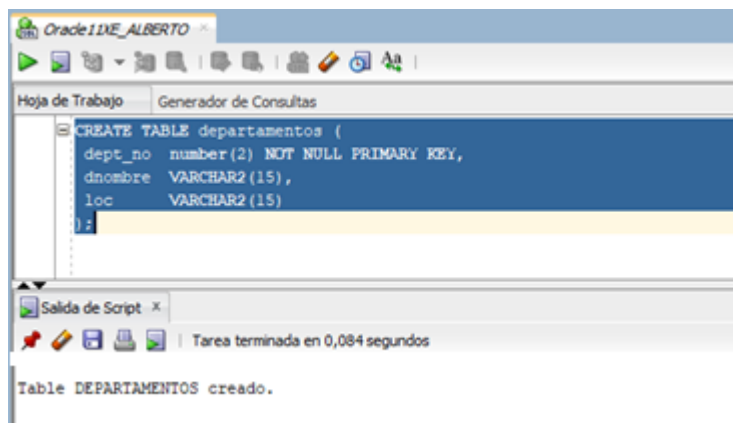 Oracle11XE_ALBERTO
Hoja de Trabajo Generador de Consultas
CREATE TABLE departamentos (
dept_no number(2) NOT NULL PRIMARY KEY,
dnombre VARCHAR2(15),
loc VARCHAR2(15)
);
Salida de Script
Tarea terminada en 0,084 segundos
Table DEPARTAMENTOS creado.